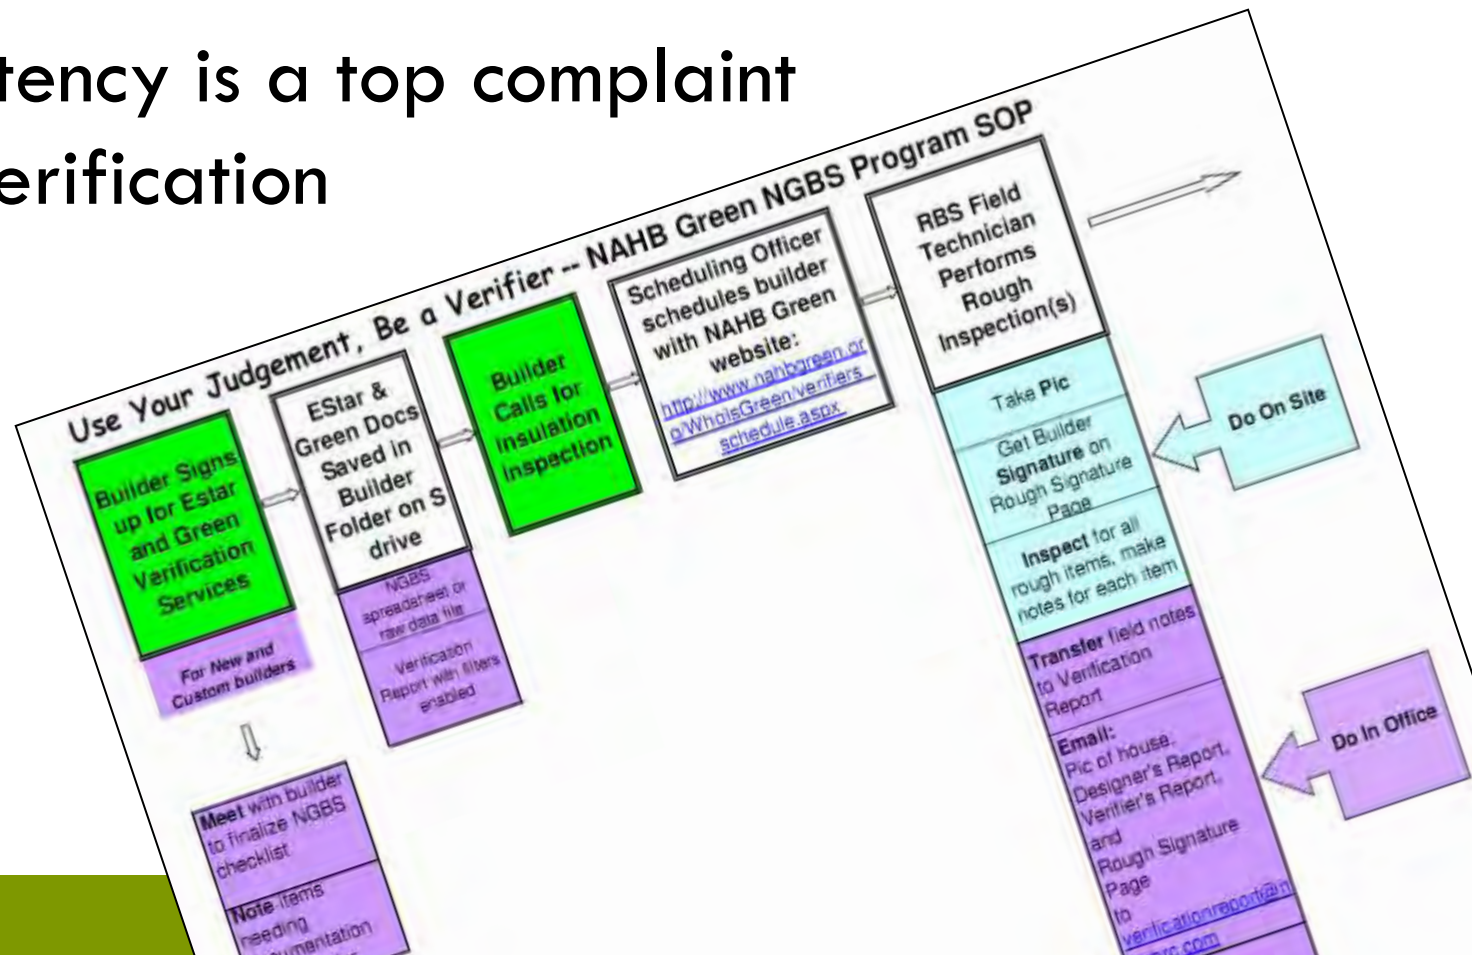 tency is a top complaint
erification
Use Your Judgement, Be a Verifier -- NAHB Green NGBS Program SOP
Builder Signs
up for Estar
and Green
Verification
Services
For New and
Custom builders
Meet with builder
to finalize NGBS
checklist
Note items
needing
umentation
EStar &
Green Docs
Saved in
Builder
Folder on S
drive
NGBS
spreadsheet or
raw data file
Verification
Report with filters
enabled
Builder
Calls for
Insulation
Inspection
Scheduling Officer
schedules builder
with NAHB Green
website:
http://www.nahbgreen.or
g/WhoIsGreen/verifiers_
schedule.aspx
RBS Field
Technician
Performs
Rough
Inspection(s)
Take Pic
Get Builder
Signature on
Rough Signature
Page
Inspect for all
rough items, make
notes for each item
Do On Site
Transfer field notes
to Verification
Report
Email:
Pic of house,
Designer's Report,
Verifier's Report,
and
Rough Signature
Page
to
verificationreport@n
rc.com
Do In Office